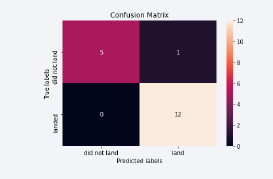 Confusion Matrix
12
10
8
6
4
2
0
True labels
did not land
landed
5
1
0
12
did not land
land
Predicted labels